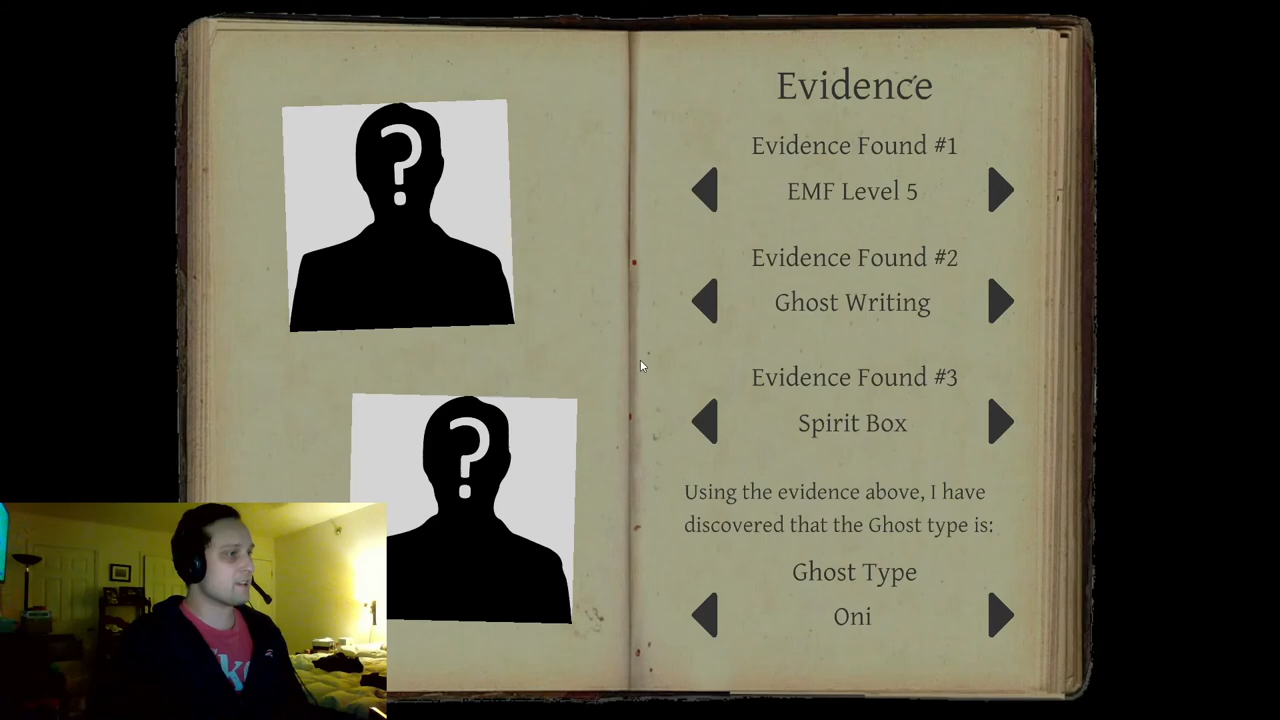 Evidence
Evidence Found #1
EMF Level 5
Evidence Found #2
Ghost Writing
Evidence Found #3
Spirit Box
Using the evidence above, I have
discovered that the Ghost type is:
Ghost Type
Oni